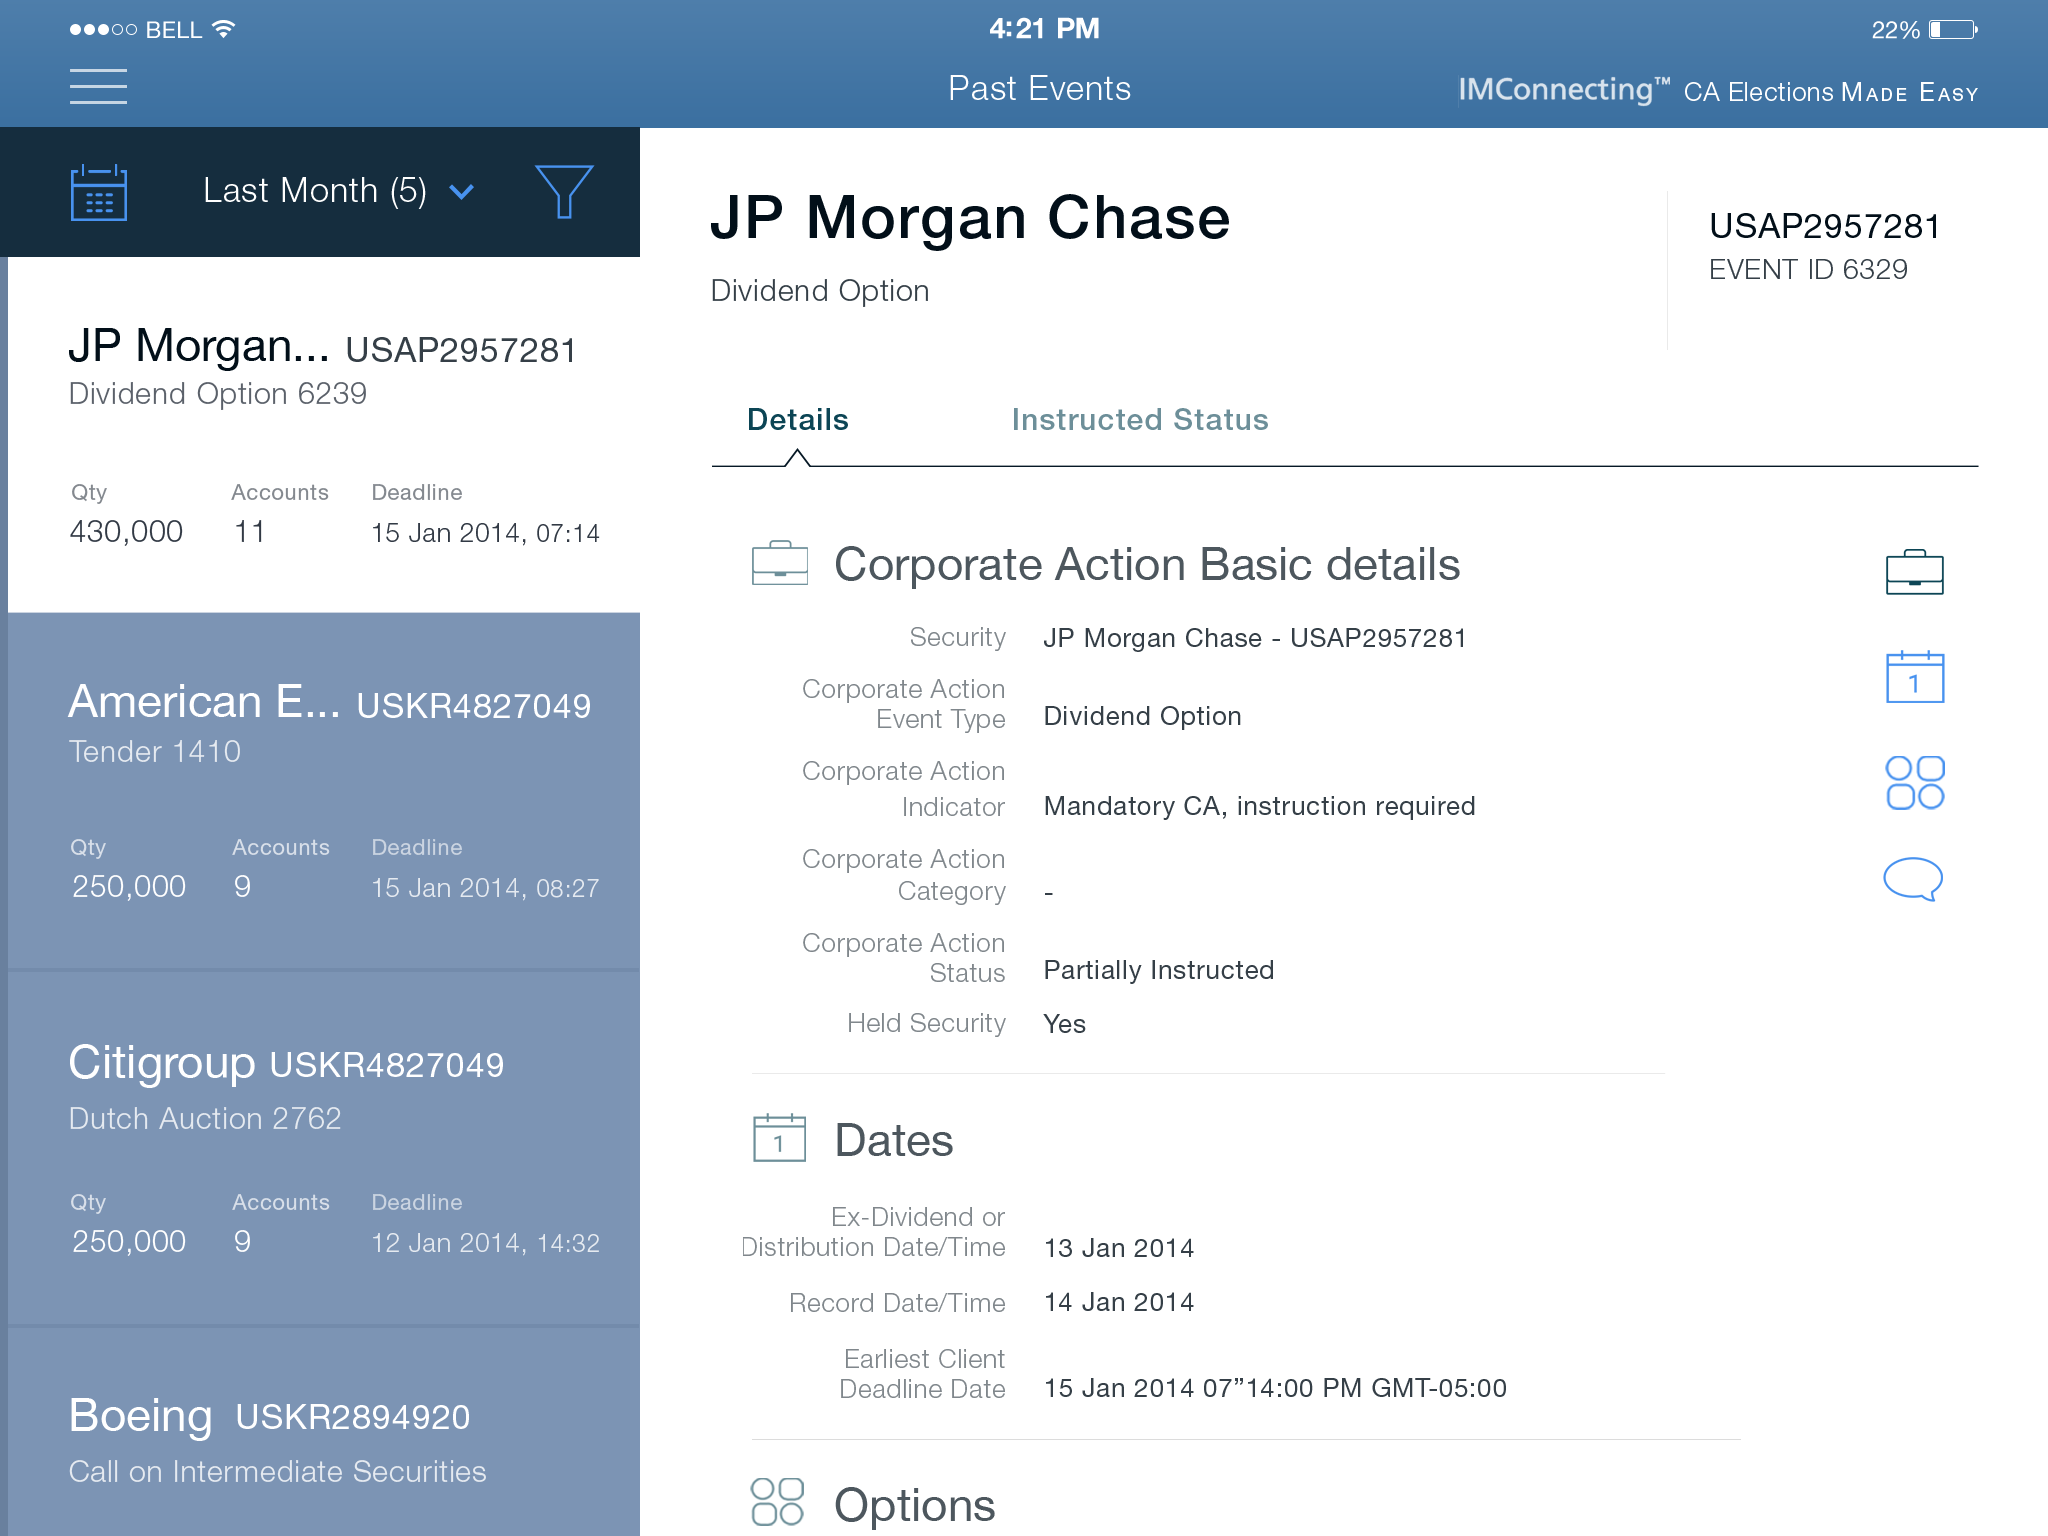 BELL
4:21 PM
22%
Past Events
IMConnecting™ CA Elections MADE EASY
Last Month (5)
JP Morgan... USAP2957281
Dividend Option 6239
Qty Accounts Deadline
430,000 11 15 Jan 2014, 07:14
American E... USKR4827049
Tender 1410
Qty Accounts Deadline
250,000 9 15 Jan 2014, 08:27
Citigroup USKR4827049
Dutch Auction 2762
Qty Accounts Deadline
250,000 9 12 Jan 2014, 14:32
Boeing USKR2894920
Call on Intermediate Securities
JP Morgan Chase
Dividend Option
USAP2957281
EVENT ID 6329
Details Instructed Status
Corporate Action Basic details
Security JP Morgan Chase - USAP2957281
Corporate Action
Event Type Dividend Option
Corporate Action
Indicator Mandatory CA, instruction required
Corporate Action
Category -
Corporate Action
Status Partially Instructed
Held Security Yes
1
1 Dates
Ex-Dividend or
Distribution Date/Time 13 Jan 2014
Record Date/Time 14 Jan 2014
Earliest Client
Deadline Date 15 Jan 2014 07”14:00 PM GMT-05:00
Options